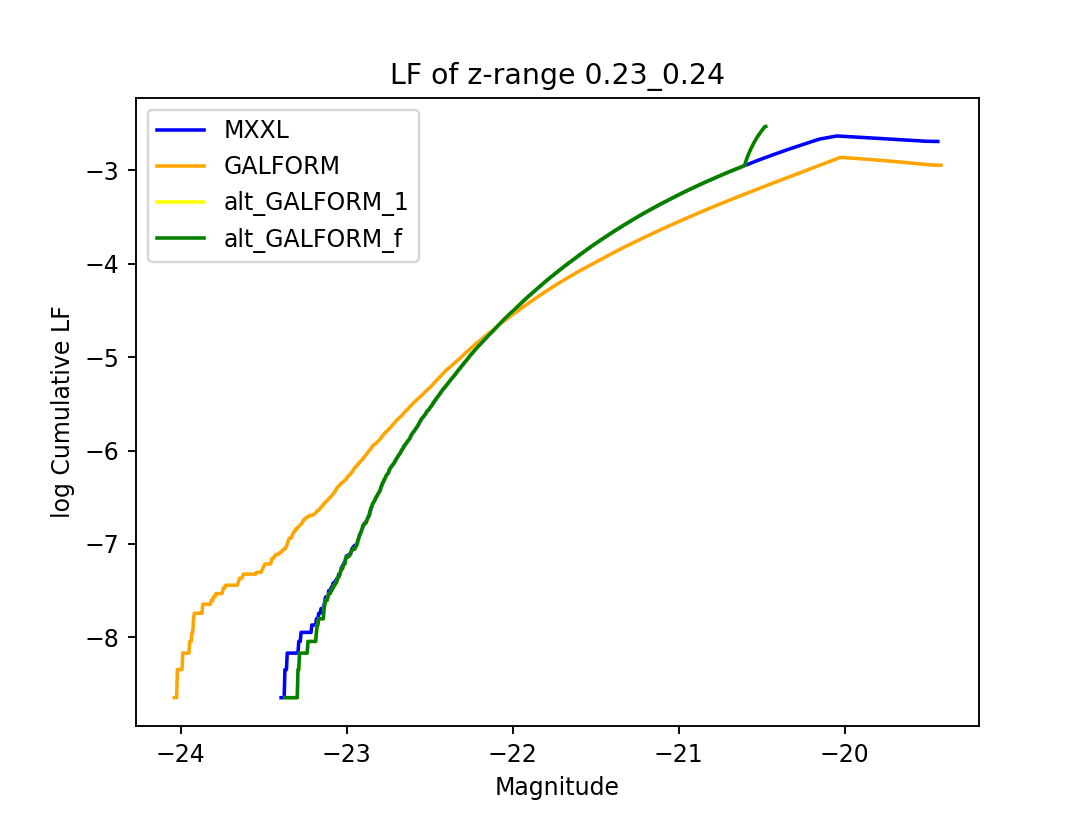 LF of z-range 0.23_0.24
MXXL
GALFORM
alt_GALFORM_1
alt_GALFORM_f
log Cumulative LF
−3
−4
−5
−6
−7
−8
−24
−23
−22
−21
−20
Magnitude